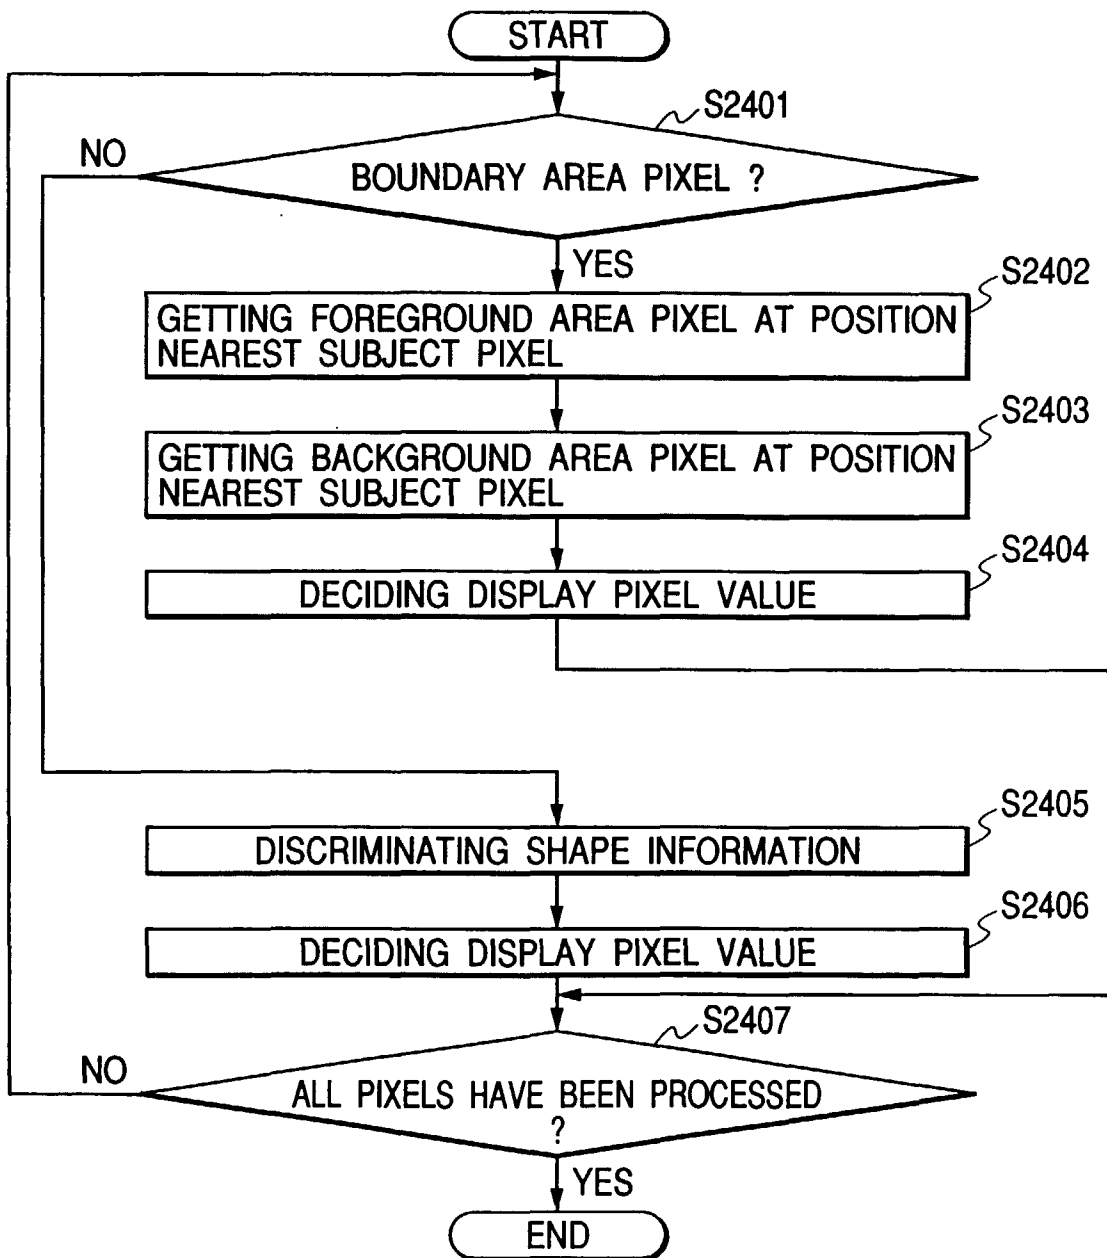 START
S2401
NO
BOUNDARY AREA PIXEL ?
YES
S2402
GETTING FOREGROUND AREA PIXEL AT POSITION
NEAREST SUBJECT PIXEL
S2403
GETTING BACKGROUND AREA PIXEL AT POSITION
NEAREST SUBJECT PIXEL
S2404
DECIDING DISPLAY PIXEL VALUE
S2405
DISCRIMINATING SHAPE INFORMATION
S2406
DECIDING DISPLAY PIXEL VALUE
S2407
NO
ALL PIXELS HAVE BEEN PROCESSED
?
YES
END